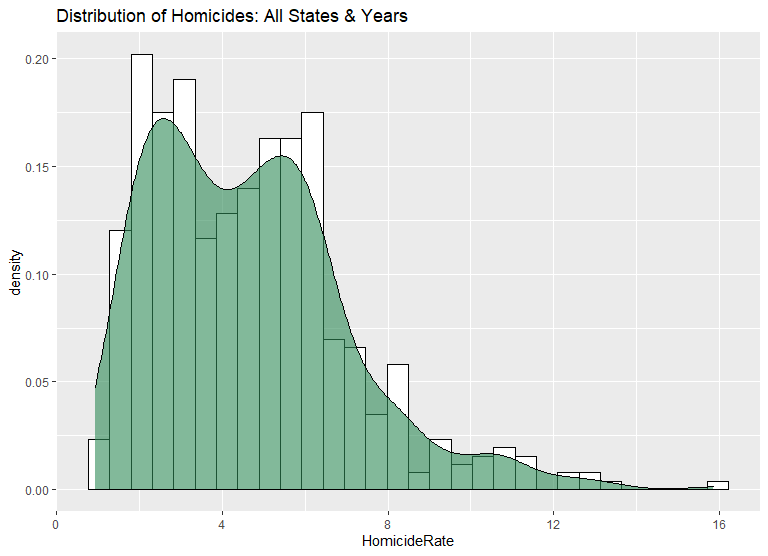 Distribution of Homicides: All States & Years
0.20
0.15
0.10
0.05
0.00
density
0 4 8 12 16
HomicideRate